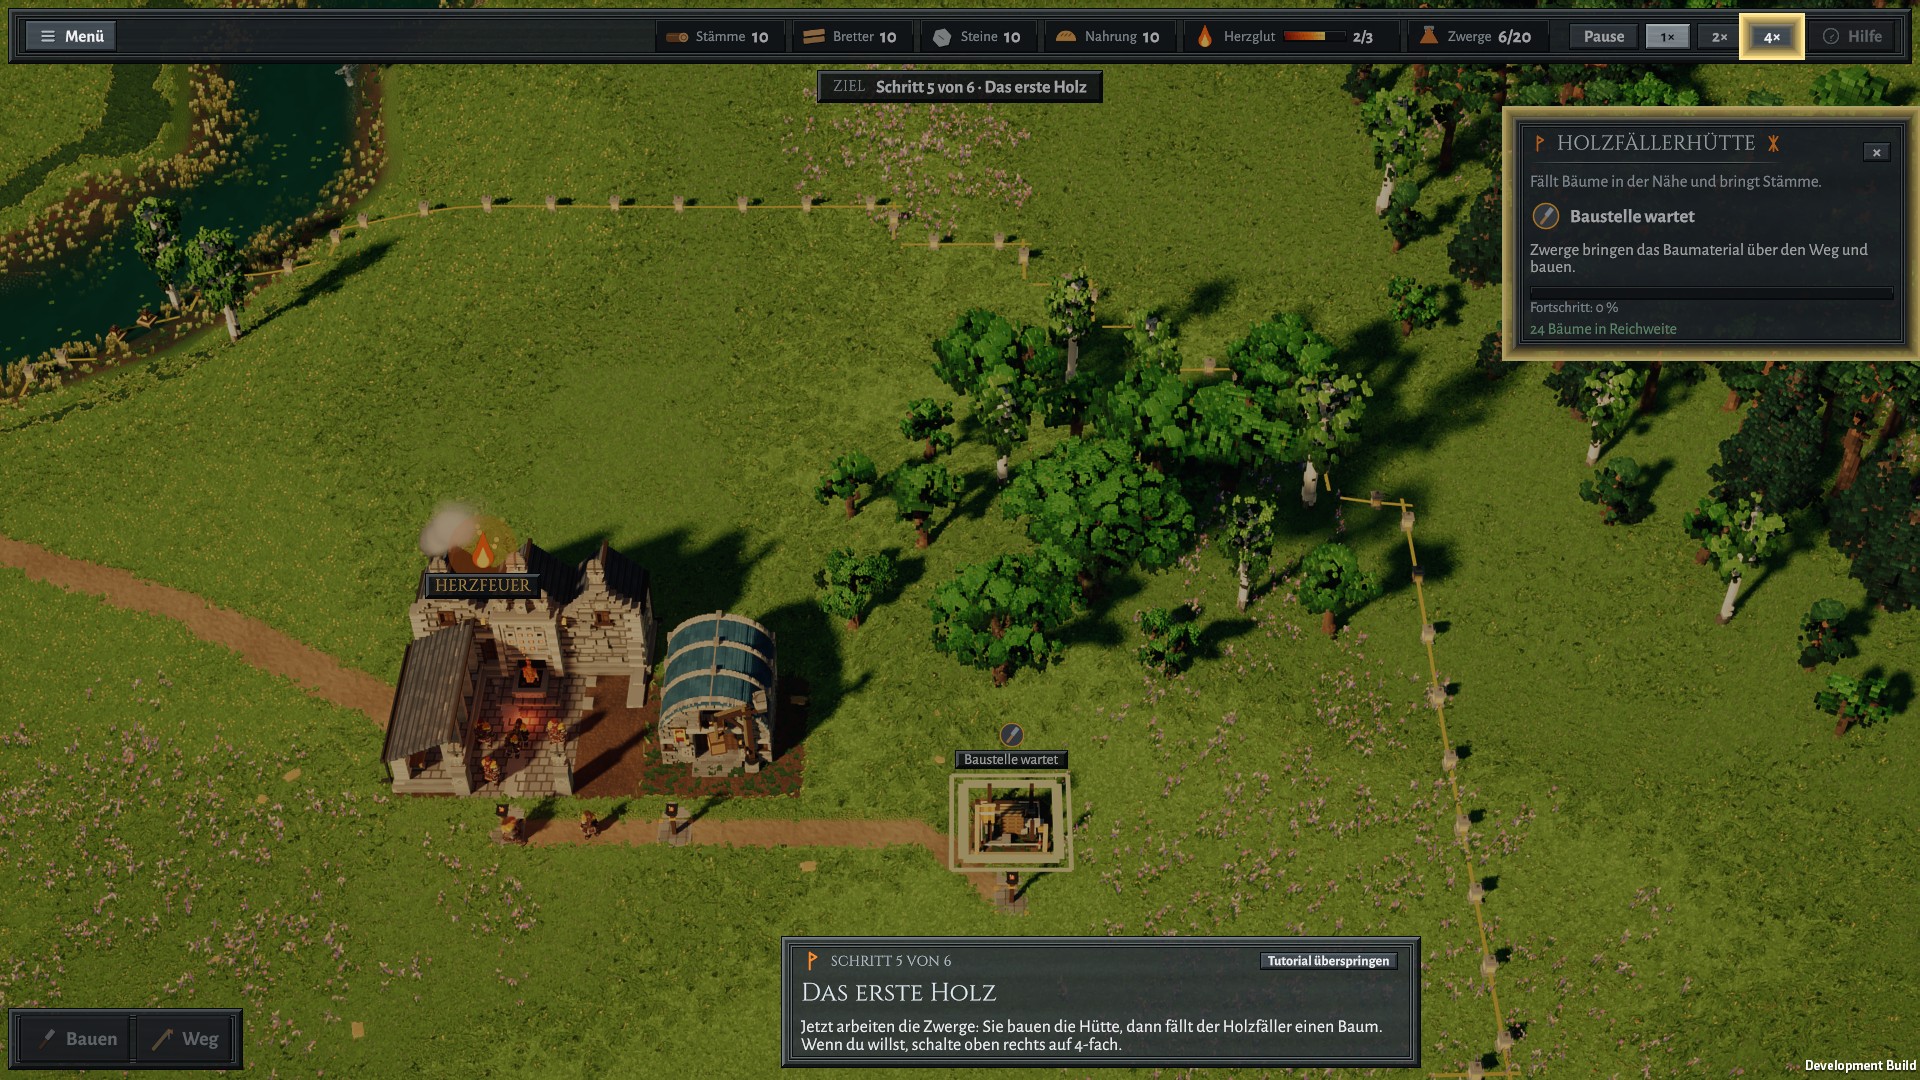 Menü
Stämme 10
Bretter 10
Steine 10
Nahrung 10
Herzglut 2/3
Zwerge 6/20
Pause
1×
2×
4×
Hilfe
ZIEL Schritt 5 von 6 · Das erste Holz
HOLZFÄLLERHÜTTE
×
Fällt Bäume in der Nähe und bringt Stämme.
Baustelle wartet
Zwerge bringen das Baumaterial über den Weg und
bauen.
Fortschritt: 0 %
24 Bäume in Reichweite
HERZFEUER
Baustelle wartet
SCHRITT 5 VON 6
Tutorial überspringen
DAS ERSTE HOLZ
Jetzt arbeiten die Zwerge: Sie bauen die Hütte, dann fällt der Holzfäller einen Baum.
Wenn du willst, schalte oben rechts auf 4-fach.
Bauen
Weg
Development Build